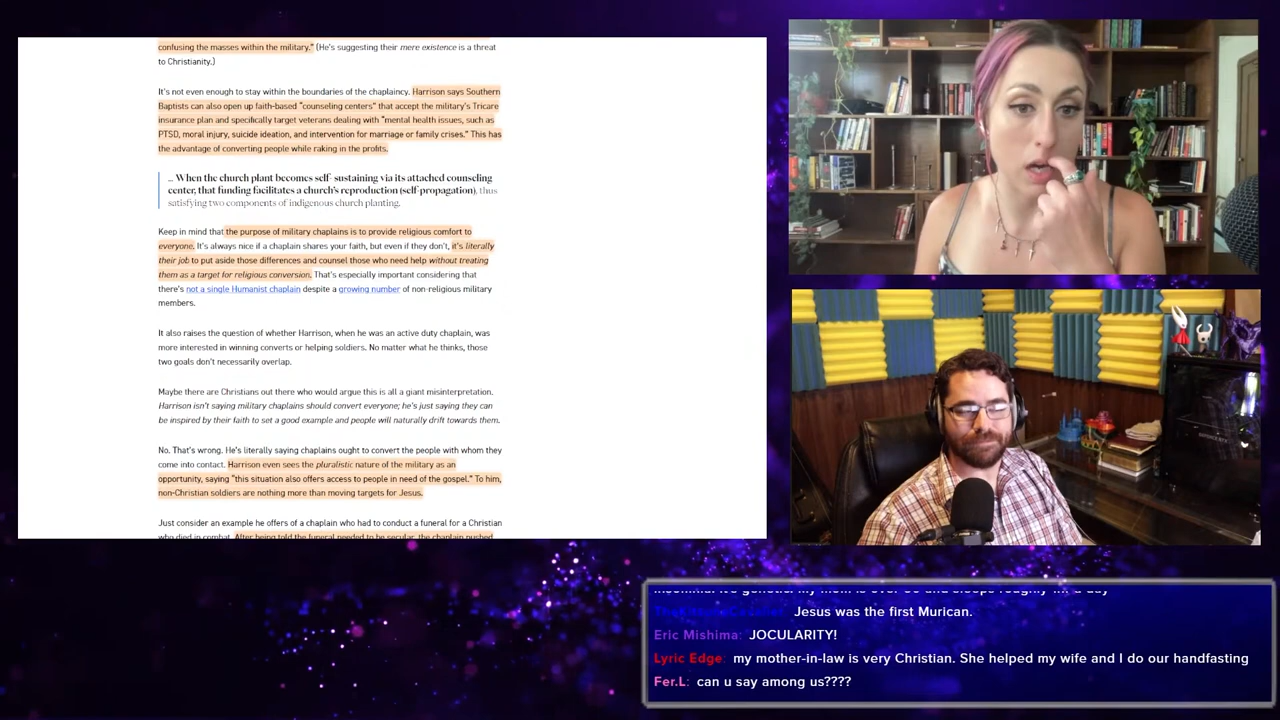 confusing the masses within the military." (He's suggesting their mere existence is a threat
to Christianity.)
It's not even enough to stay within the boundaries of the chaplaincy. Harrison says Southern
Baptists can also open up faith-based "counseling centers" that accept the military's Tricare
insurance plan and specifically target veterans dealing with "mental health issues, such as
PTSD, moral injury, suicide ideation, and intervention for marriage or family crises." This has
the advantage of converting people while raking in the profits.
... When the church plant becomes self- sustaining via its attached counseling
center, that funding facilitates a church's reproduction (self-propagation), thus
satisfying two components of indigenous church planting.
Keep in mind that the purpose of military chaplains is to provide religious comfort to
everyone. It's always nice if a chaplain shares your faith, but even if they don't, it's literally
their job to put aside those differences and counsel those who need help without treating
them as a target for religious conversion. That's especially important considering that
there's not a single Humanist chaplain despite a growing number of non-religious military
members.
It also raises the question of whether Harrison, when he was an active duty chaplain, was
more interested in winning converts or helping soldiers. No matter what he thinks, those
two goals don't necessarily overlap.
Maybe there are Christians out there who would argue this is all a giant misinterpretation.
Harrison isn't saying military chaplains should convert everyone; he's just saying they can
be inspired by their faith to set a good example and people will naturally drift towards them.
No. That's wrong. He's literally saying chaplains ought to convert the people with whom they
come into contact. Harrison even sees the pluralistic nature of the military as an
opportunity, saying "this situation also offers access to people in need of the gospel." To him,
non-Christian soldiers are nothing more than moving targets for Jesus.
Just consider an example he offers of a chaplain who had to conduct a funeral for a Christian
who died in combat. After being told the funeral needed to be secular, the chaplain pushed
Jesus was the first Murican.
Eric Mishima: JOCULARITY!
Lyric Edge: my mother-in-law is very Christian. She helped my wife and I do our handfasting
Fer.L: can u say among us????